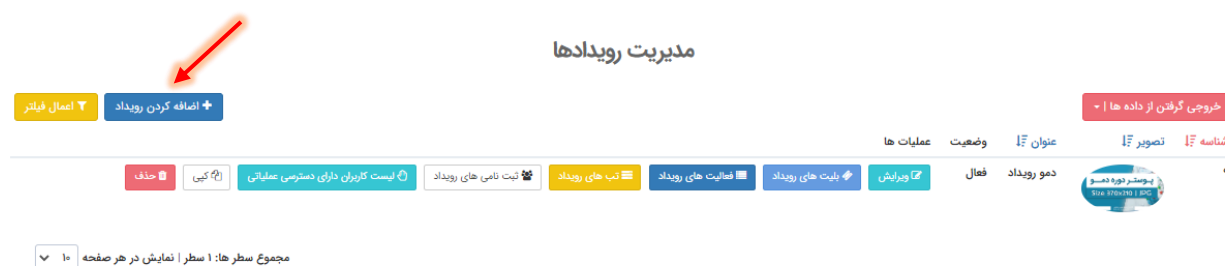 مدیریت رویدادها
خروجی گرفتن از داده ها | + اضافه کردن رویداد اعمال فیلتر
شناسه تصویر عنوان وضعیت عملیات ها
دمو رویداد فعال ویرایش بلیت های رویداد فعالیت های رویداد تب های رویداد ثبت نامی های رویداد لیست کاربران دارای دسترسی عملیاتی کپی حذف
پوستر دوره دمو
Size 370x210 | JPG
مجموع سطر ها: ۱ سطر | نمایش در هر صفحه ۱۰